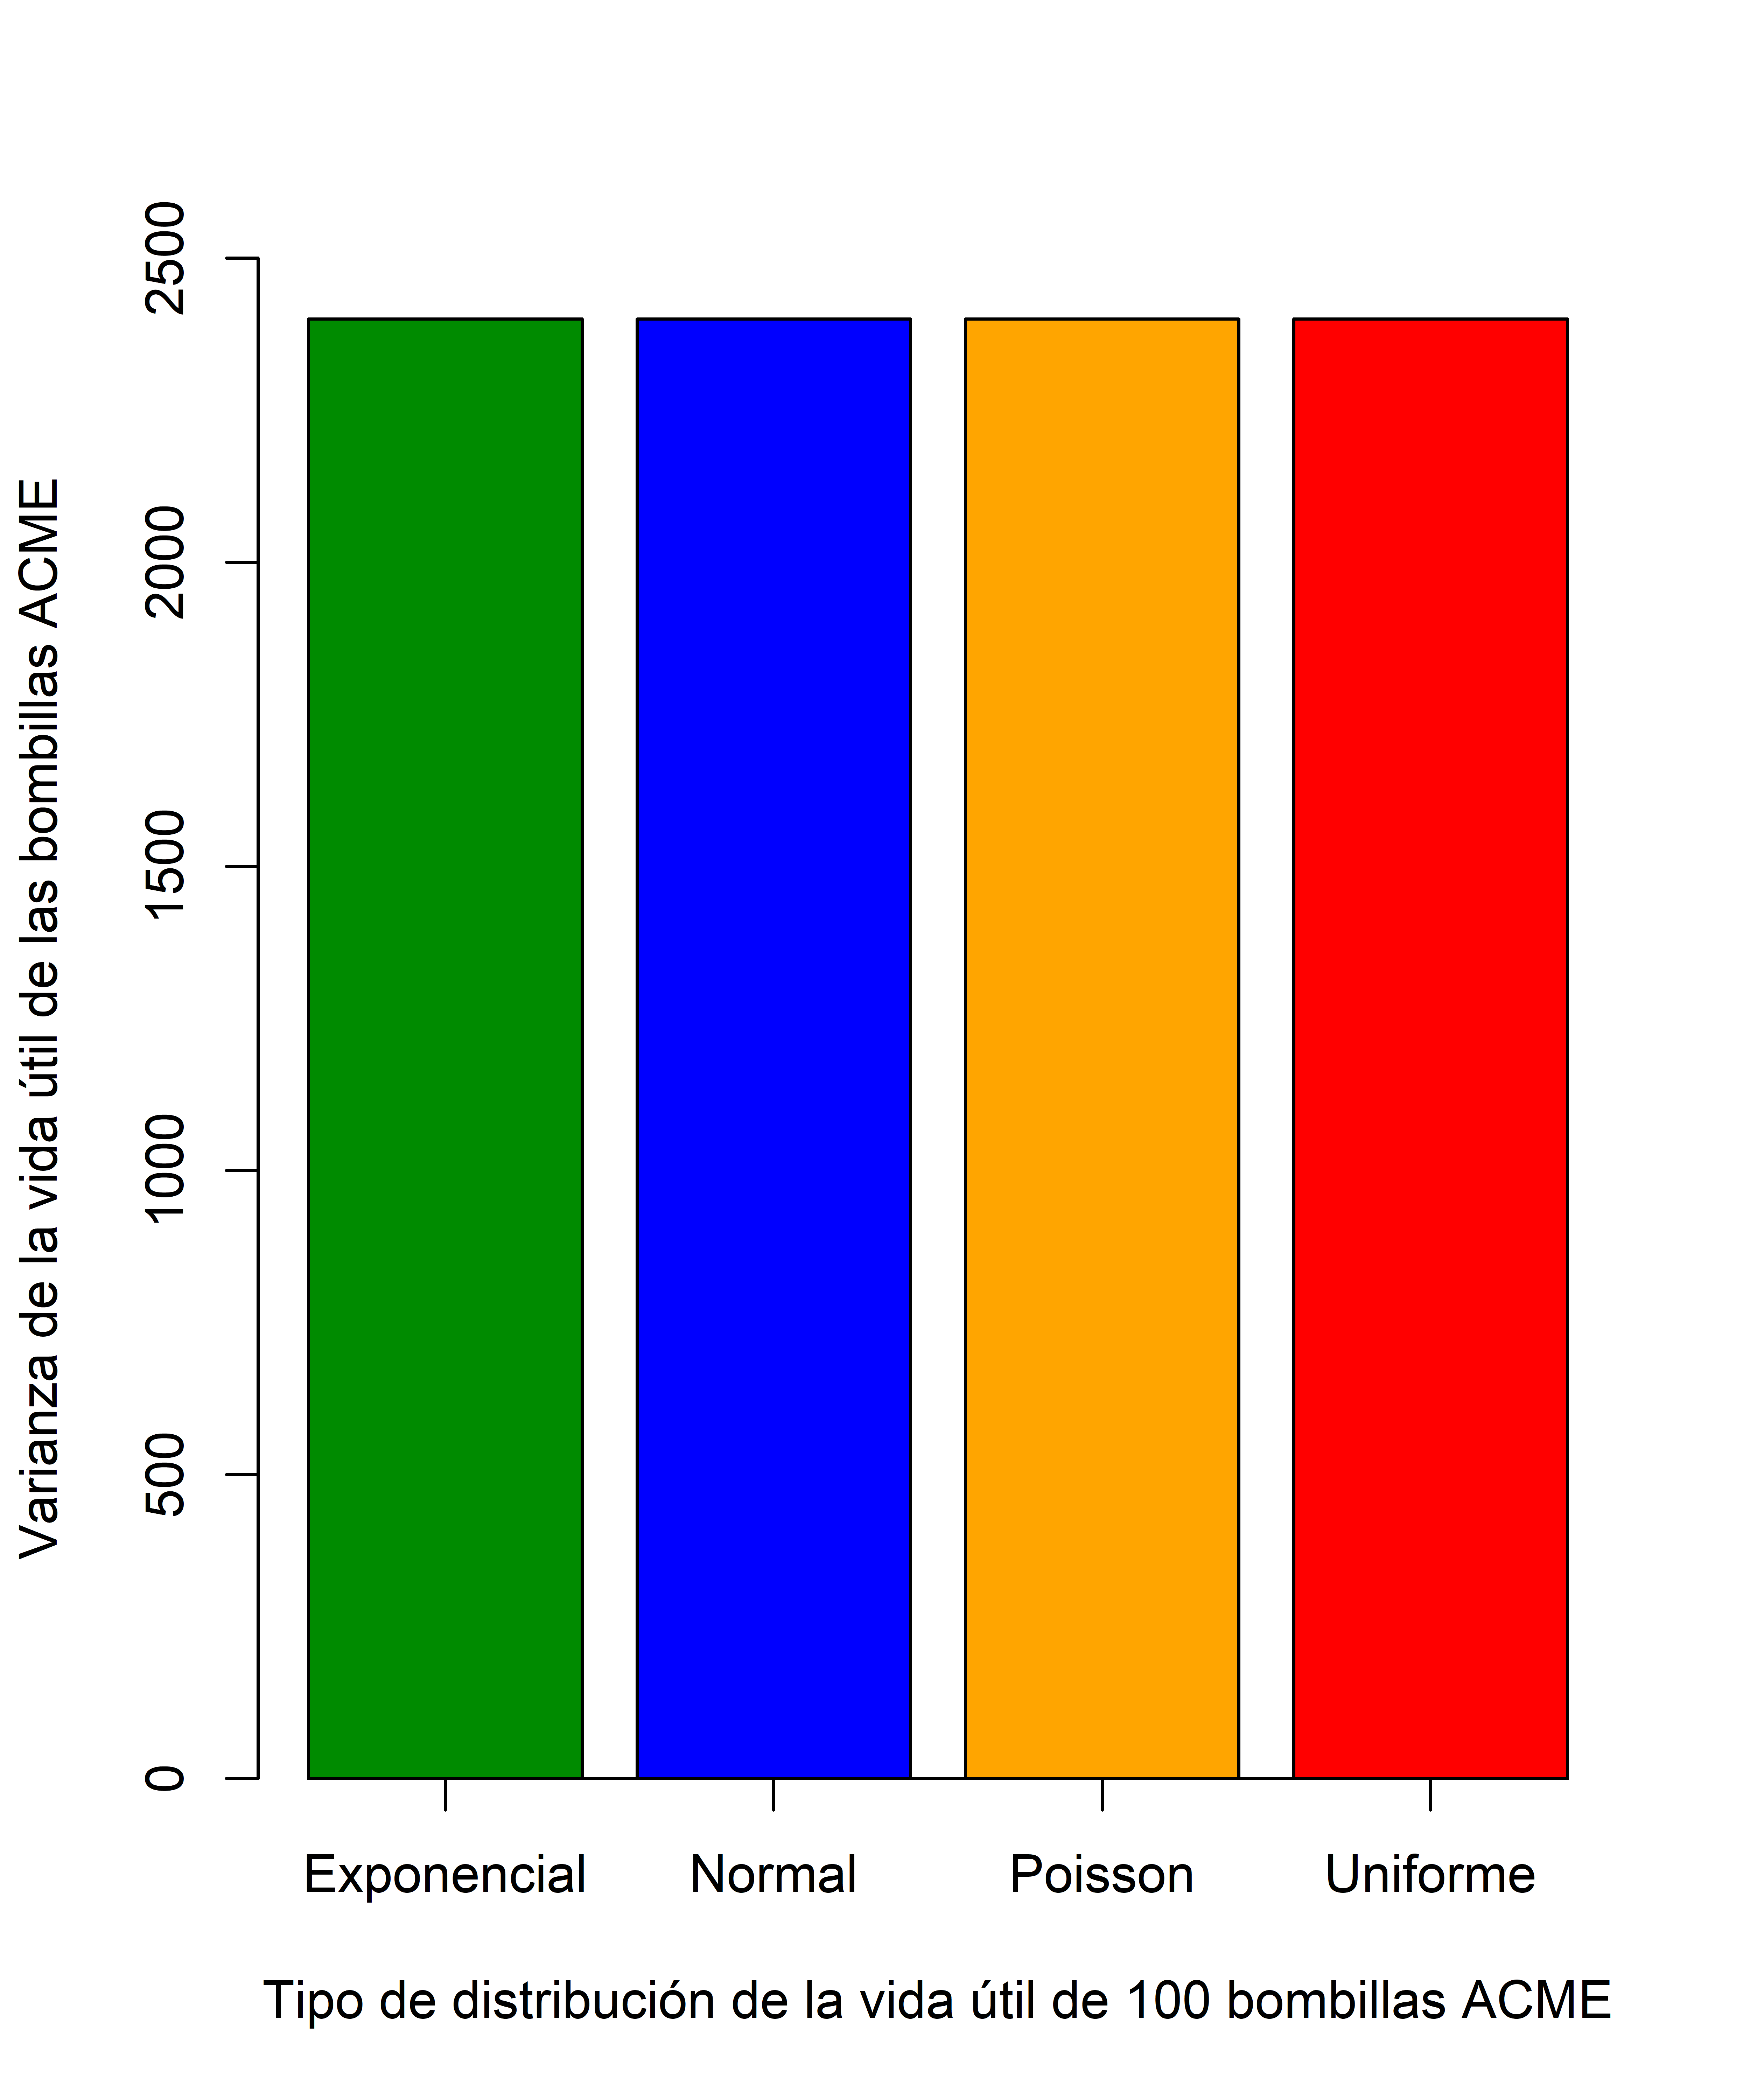 Varianza de la vida útil de las bombillas ACME
2500
2000
1500
1000
500
0
Exponencial Normal Poisson Uniforme
Tipo de distribución de la vida útil de 100 bombillas ACME